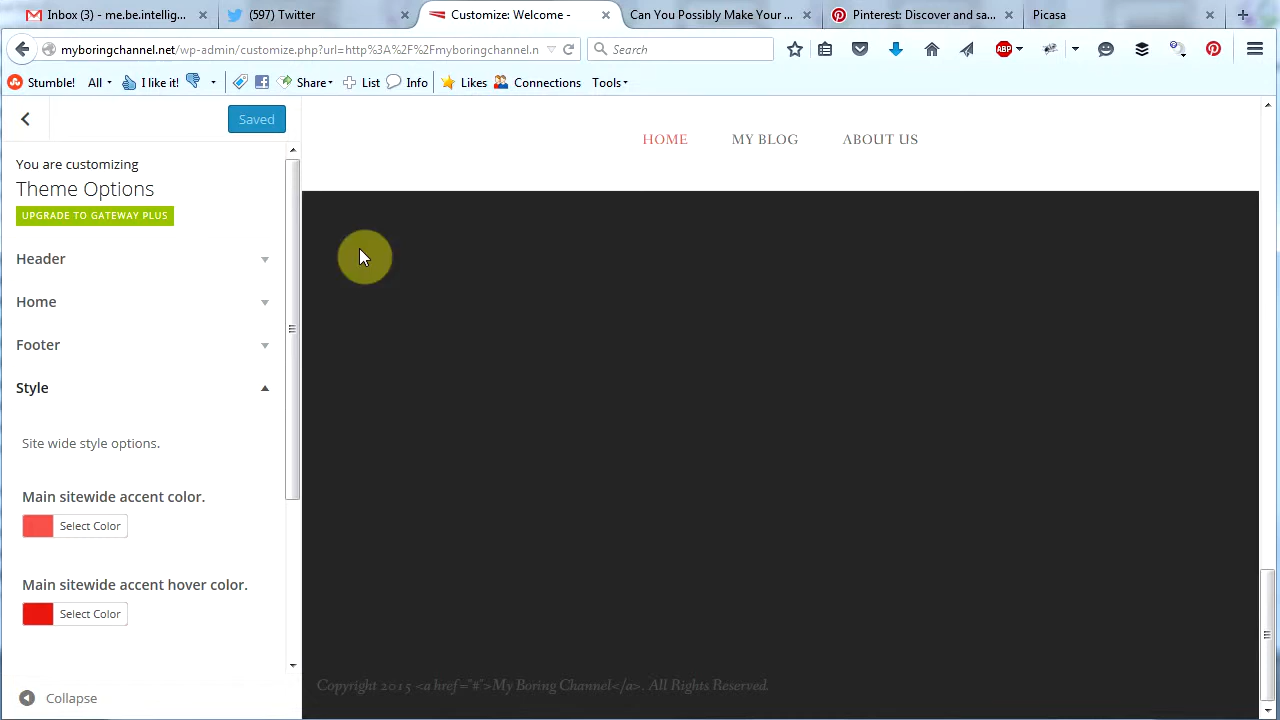 Inbox (3) - me.be.intellig...
(597) Twitter
Customize: Welcome -
Can You Possibly Make Your ...
Pinterest: Discover and sa...
Picasa
myboringchannel.net/wp-admin/customize.php?url=http%3A%2F%2Fmyboringchannel.n
Search
ABP
Stumble!
All
I like it!
Share
List
Info
Likes
Connections
Tools
Saved
HOME
MY BLOG
ABOUT US
You are customizing
Theme Options
UPGRADE TO GATEWAY PLUS
Header
Home
Footer
Style
Site wide style options.
Main sitewide accent color.
Select Color
Main sitewide accent hover color.
Select Color
Copyright 2015 <a href="#">My Boring Channel</a>. All Rights Reserved.
Collapse